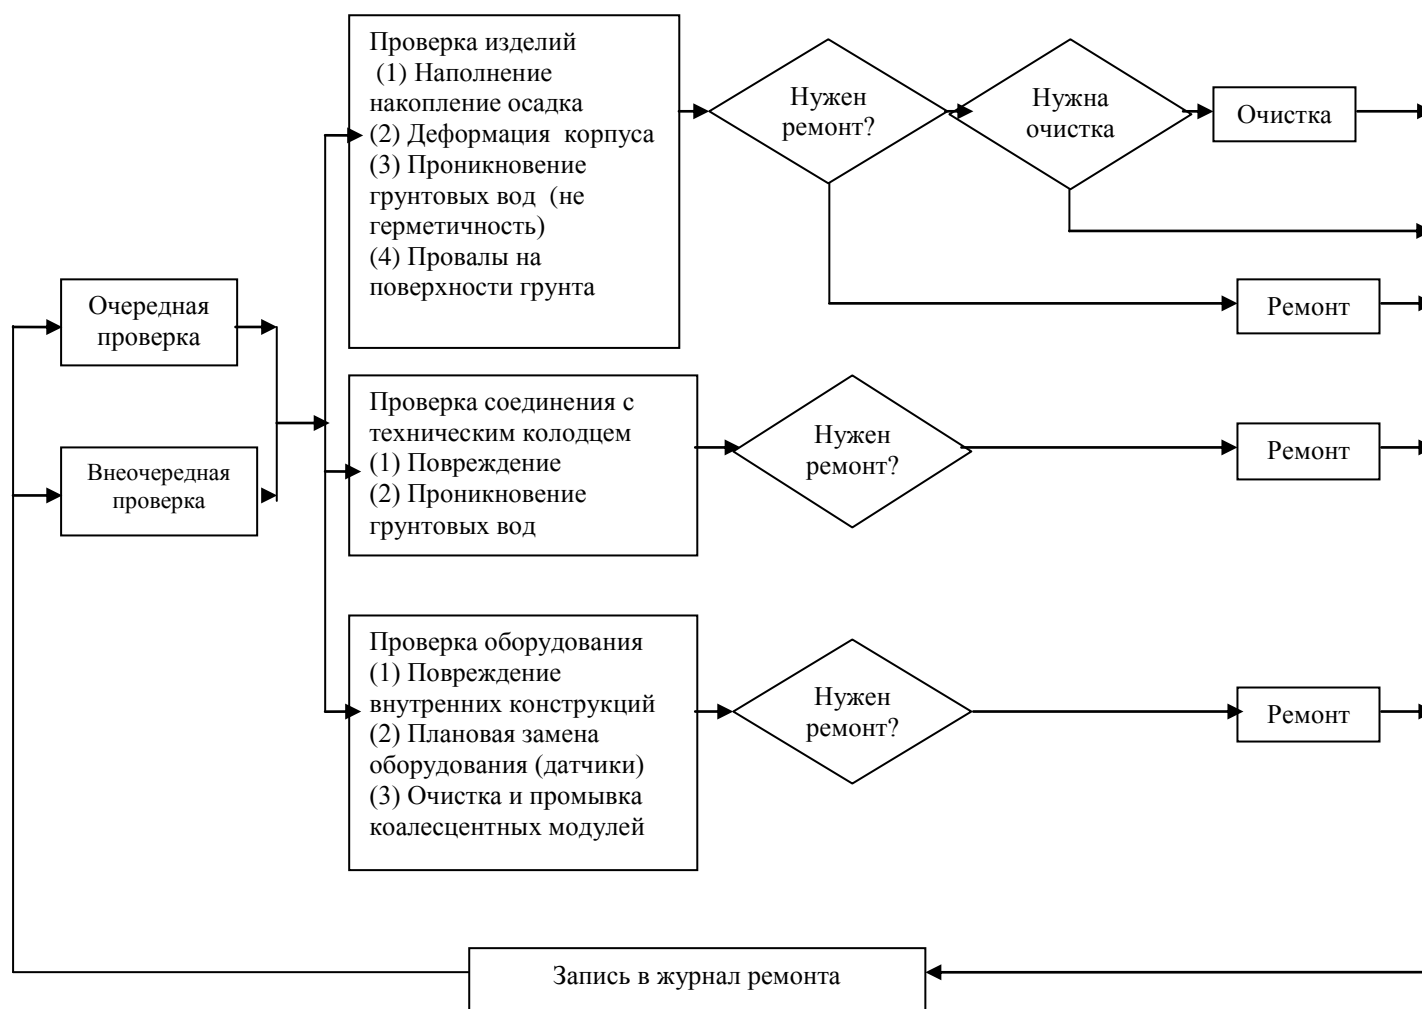 Проверка изделий
(1) Наполнение
накопление осадка
(2) Деформация корпуса
(3) Проникновение
грунтовых вод (не
герметичность)
(4) Провалы на
поверхности грунта
Нужен
ремонт?
Нужна
очистка
Очистка
Ремонт
Очередная
проверка
Внеочередная
проверка
Проверка соединения с
техническим колодцем
(1) Повреждение
(2) Проникновение
грунтовых вод
Нужен
ремонт?
Ремонт
Проверка оборудования
(1) Повреждение
внутренних конструкций
(2) Плановая замена
оборудования (датчики)
(3) Очистка и промывка
коалесцентных модулей
Нужен
ремонт?
Ремонт
Запись в журнал ремонта